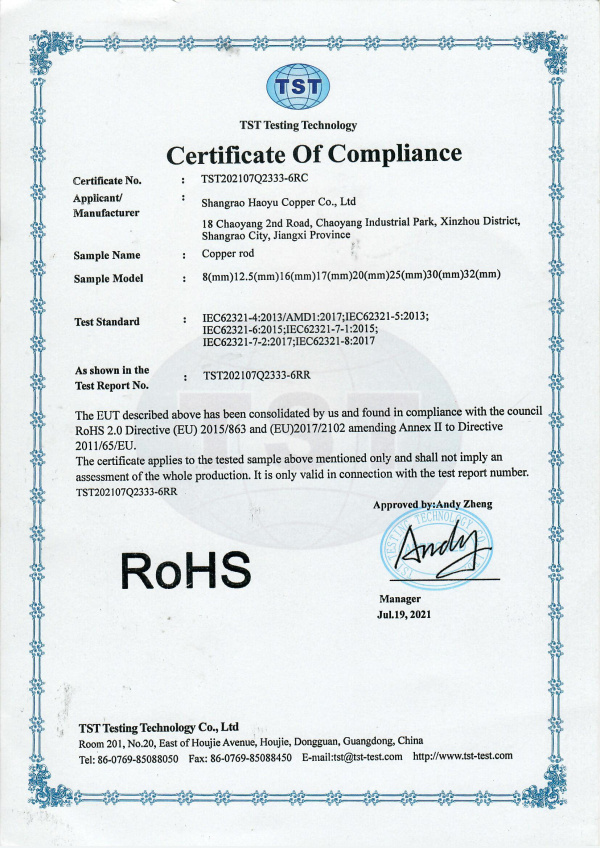 TST
TST Testing Technology
Certificate Of Compliance
Certificate No. : TST202107Q2333-6RC
Applicant/ : Shangrao Haoyu Copper Co., Ltd
Manufacturer
18 Chaoyang 2nd Road, Chaoyang Industrial Park, Xinzhou District,
Shangrao City, Jiangxi Province
Sample Name : Copper rod
Sample Model : 8(mm)12.5(mm)16(mm)17(mm)20(mm)25(mm)30(mm)32(mm)
Test Standard : IEC62321-4:2013/AMD1:2017;IEC62321-5:2013;
IEC62321-6:2015;IEC62321-7-1:2015;
IEC62321-7-2:2017;IEC62321-8:2017
As shown in the
Test Report No. : TST202107Q2333-6RR
TST
The EUT described above has been consolidated by us and found in compliance with the council
RoHS 2.0 Directive (EU) 2015/863 and (EU)2017/2102 amending Annex II to Directive
2011/65/EU.
The certificate applies to the tested sample above mentioned only and shall not imply an
assessment of the whole production. It is only valid in connection with the test report number.
TST202107Q2333-6RR
Approved by:Andy Zheng
TST TESTING TECHNOLOGY
Andy
RoHS
Manager
Jul.19, 2021
TST Testing Technology Co., Ltd
Room 201, No.20, East of Houjie Avenue, Houjie, Dongguan, Guangdong, China
Tel: 86-0769-85088050 Fax: 86-0769-85088450 E-mail:tst@tst-test.com http://www.tst-test.com